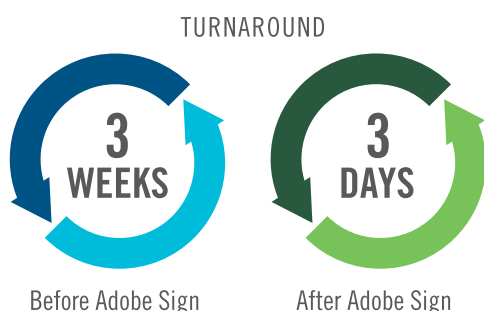 TURNAROUND
3
WEEKS
Before Adobe Sign
3
DAYS
After Adobe Sign